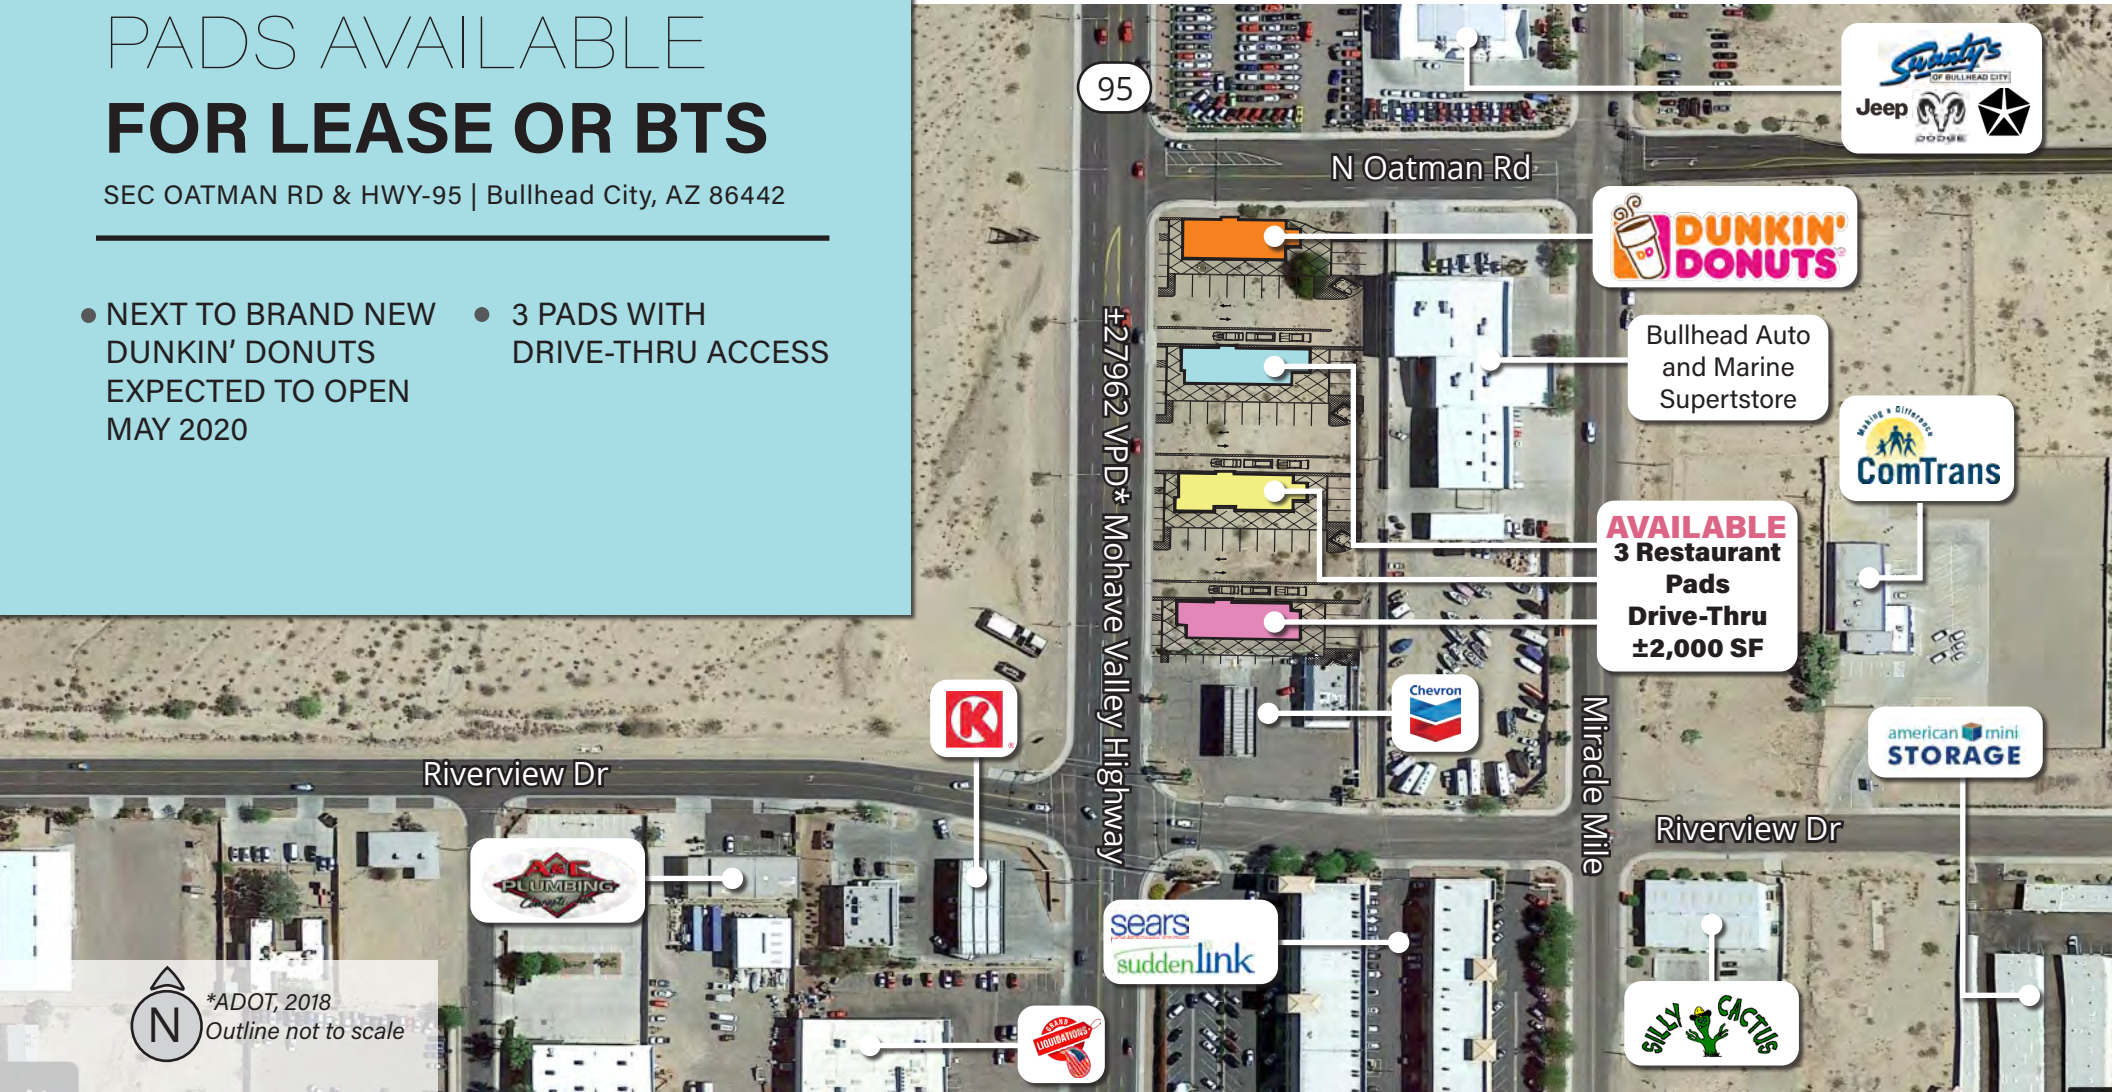 PADS AVAILABLE
FOR LEASE OR BTS
SEC OATMAN RD & HWY-95 | Bullhead City, AZ 86442
NEXT TO BRAND NEW
DUNKIN' DONUTS
EXPECTED TO OPEN
MAY 2020
3 PADS WITH
DRIVE-THRU ACCESS
95
N Oatman Rd
Swanty's
OF BULLHEAD CITY
Jeep
DODGE
DUNKIN'
DONUTS
DD
Bullhead Auto
and Marine
Supertstore
Making a Difference
ComTrans
AVAILABLE
3 Restaurant
Pads
Drive-Thru
±2,000 SF
±27962 VPD* Mohave Valley Highway
Chevron
K
american mini
STORAGE
Miracle Mile
Riverview Dr
Riverview Dr
A&C
PLUMBING
sears
suddenlink
SILLY CACTUS
GRAND
LIQUIDATIONS
N
*ADOT, 2018
Outline not to scale